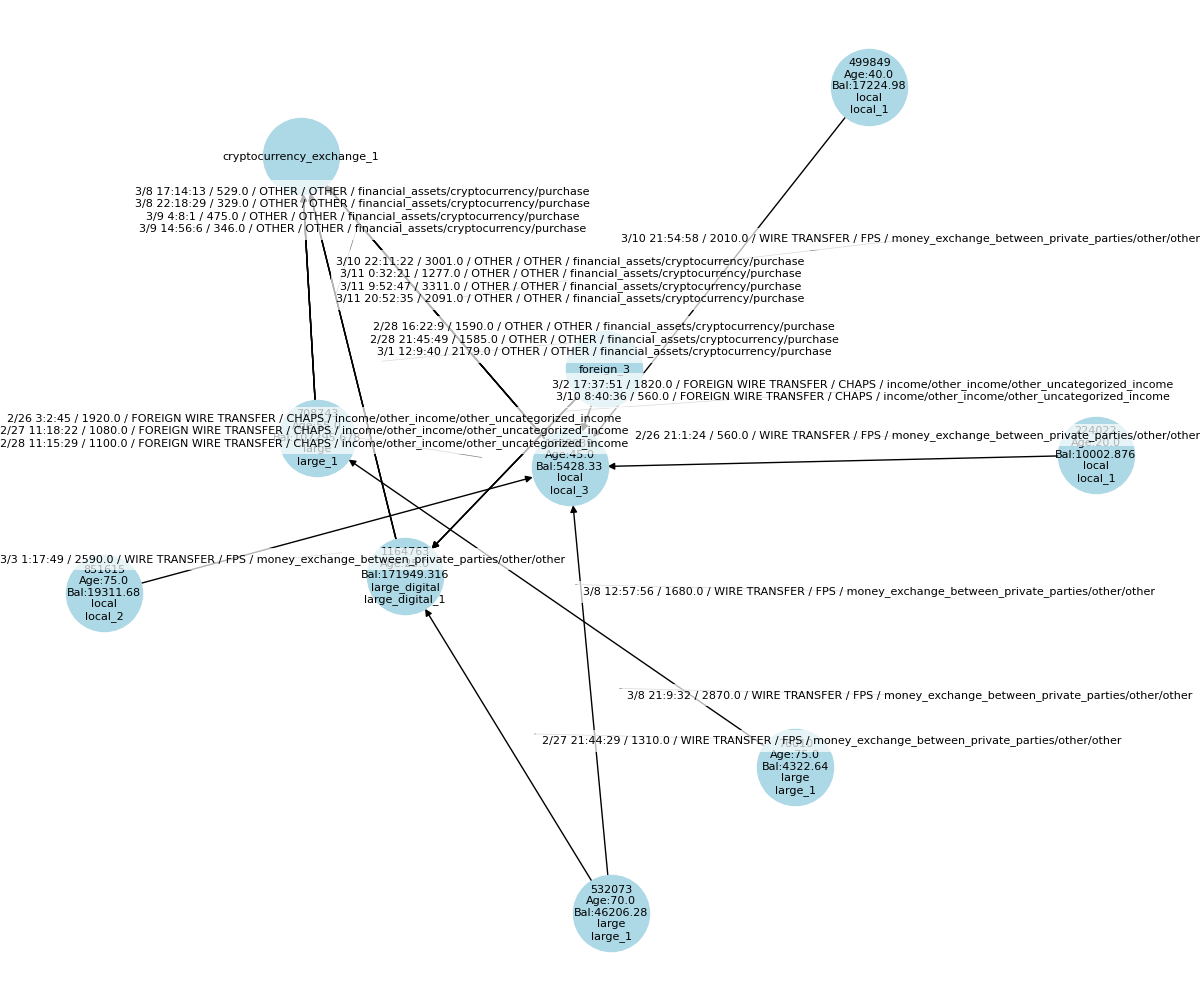 499849
Age:40.0
Bal:17224.98
local
local_1
cryptocurrency_exchange_1
3/8 17:14:13 / 529.0 / OTHER / OTHER / financial_assets/cryptocurrency/purchase
3/8 22:18:29 / 329.0 / OTHER / OTHER / financial_assets/cryptocurrency/purchase
3/9 4:8:1 / 475.0 / OTHER / OTHER / financial_assets/cryptocurrency/purchase
3/9 14:56:6 / 346.0 / OTHER / OTHER / financial_assets/cryptocurrency/purchase
3/10 21:54:58 / 2010.0 / WIRE TRANSFER / FPS / money_exchange_between_private_parties/other/other
3/10 22:11:22 / 3001.0 / OTHER / OTHER / financial_assets/cryptocurrency/purchase
3/11 0:32:21 / 1277.0 / OTHER / OTHER / financial_assets/cryptocurrency/purchase
3/11 9:52:47 / 3311.0 / OTHER / OTHER / financial_assets/cryptocurrency/purchase
3/11 20:52:35 / 2091.0 / OTHER / OTHER / financial_assets/cryptocurrency/purchase
2/28 16:22:9 / 1590.0 / OTHER / OTHER / financial_assets/cryptocurrency/purchase
2/28 21:45:49 / 1585.0 / OTHER / OTHER / financial_assets/cryptocurrency/purchase
3/1 12:9:40 / 2179.0 / OTHER / OTHER / financial_assets/cryptocurrency/purchase
foreign_3
3/2 17:37:51 / 1820.0 / FOREIGN WIRE TRANSFER / CHAPS / income/other_income/other_uncategorized_income
3/10 8:40:36 / 560.0 / FOREIGN WIRE TRANSFER / CHAPS / income/other_income/other_uncategorized_income
708743
2/26 3:2:45 / 1920.0 / FOREIGN WIRE TRANSFER / CHAPS / income/other_income/other_uncategorized_income
2/27 11:18:22 / 1080.0 / FOREIGN WIRE TRANSFER / CHAPS / income/other_income/other_uncategorized_income
2/28 11:15:29 / 1100.0 / FOREIGN WIRE TRANSFER / CHAPS / income/other_income/other_uncategorized_income
large
large_1
2/26 21:1:24 / 560.0 / WIRE TRANSFER / FPS / money_exchange_between_private_parties/other/other
Age:45.0
Bal:5428.33
local
local_3
224022
Age:20.0
Bal:10002.876
local
local_1
3/3 1:17:49 / 2590.0 / WIRE TRANSFER / FPS / money_exchange_between_private_parties/other/other
851615
Age:75.0
Bal:19311.68
local
local_2
1164763
Bal:171949.316
large_digital
large_digital_1
3/8 12:57:56 / 1680.0 / WIRE TRANSFER / FPS / money_exchange_between_private_parties/other/other
3/8 21:9:32 / 2870.0 / WIRE TRANSFER / FPS / money_exchange_between_private_parties/other/other
2/27 21:44:29 / 1310.0 / WIRE TRANSFER / FPS / money_exchange_between_private_parties/other/other
Age:75.0
Bal:4322.64
large
large_1
532073
Age:70.0
Bal:46206.28
large
large_1